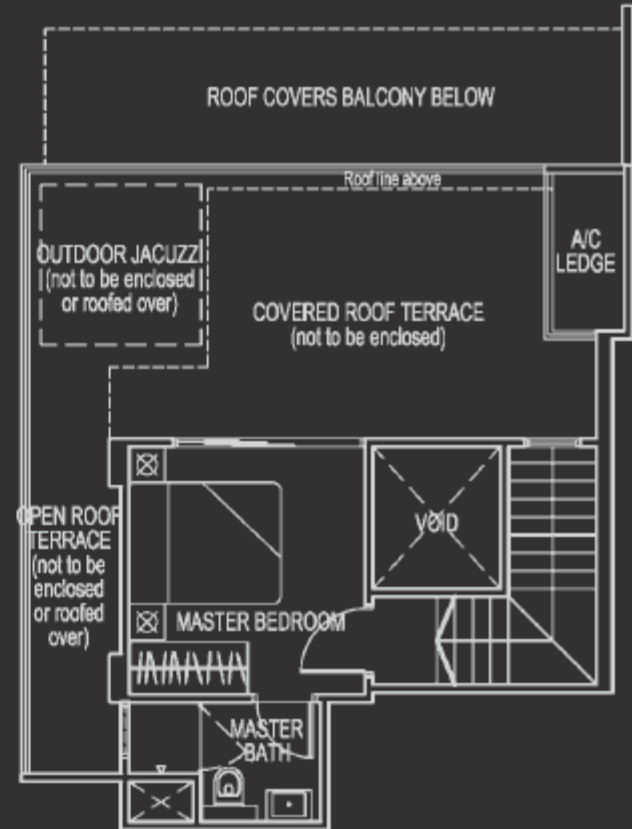 ROOF COVERS BALCONY BELOW
Roof line above
OUTDOOR JACUZZI
(not to be enclosed
or roofed over)
A/C
LEDGE
COVERED ROOF TERRACE
(not to be enclosed)
OPEN ROOF
TERRACE
(not to be
enclosed
or roofed
over)
VOID
MASTER BEDROOM
MASTER
BATH